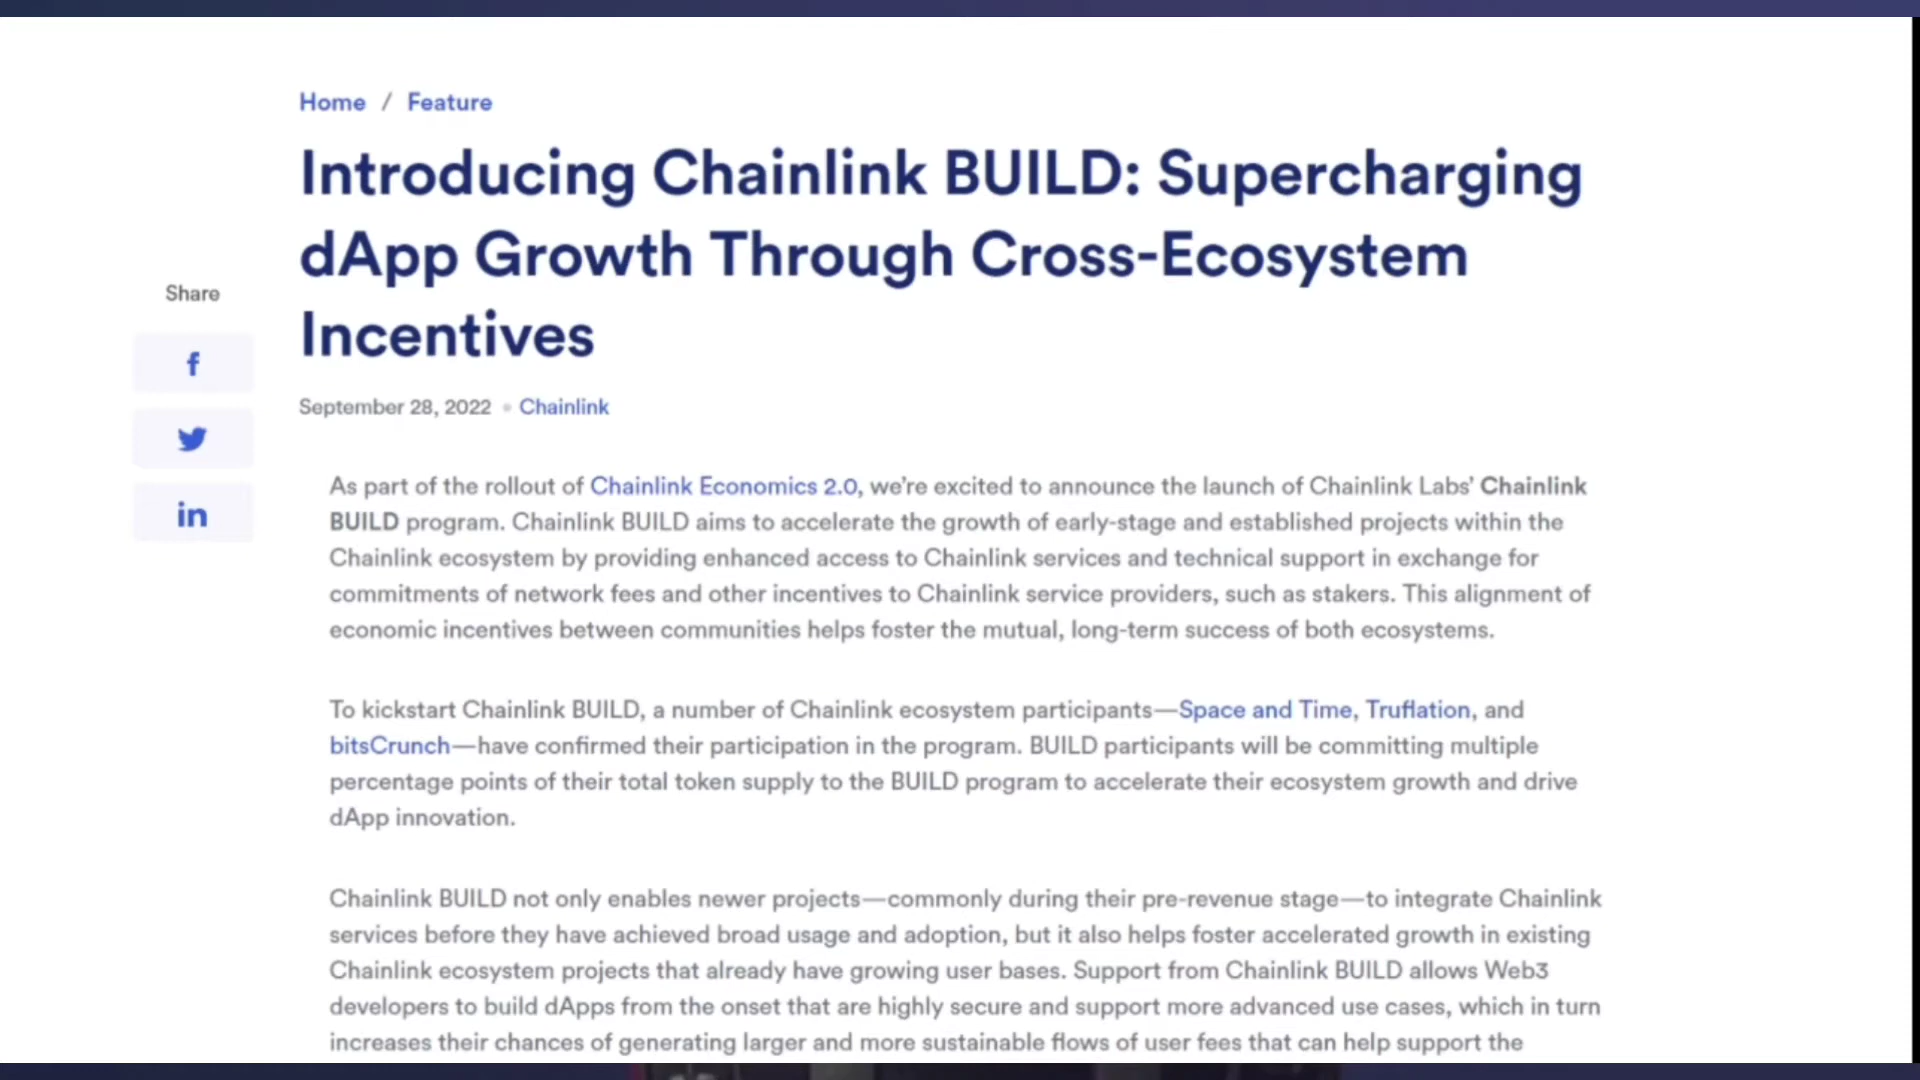 Home / Feature
Introducing Chainlink BUILD: Supercharging
dApp Growth Through Cross-Ecosystem
Incentives
Share
f
in
September 28, 2022 • Chainlink
As part of the rollout of Chainlink Economics 2.0, we’re excited to announce the launch of Chainlink Labs’ Chainlink
BUILD program. Chainlink BUILD aims to accelerate the growth of early-stage and established projects within the
Chainlink ecosystem by providing enhanced access to Chainlink services and technical support in exchange for
commitments of network fees and other incentives to Chainlink service providers, such as stakers. This alignment of
economic incentives between communities helps foster the mutual, long-term success of both ecosystems.
To kickstart Chainlink BUILD, a number of Chainlink ecosystem participants—Space and Time, Truflation, and
bitsCrunch—have confirmed their participation in the program. BUILD participants will be committing multiple
percentage points of their total token supply to the BUILD program to accelerate their ecosystem growth and drive
dApp innovation.
Chainlink BUILD not only enables newer projects—commonly during their pre-revenue stage—to integrate Chainlink
services before they have achieved broad usage and adoption, but it also helps foster accelerated growth in existing
Chainlink ecosystem projects that already have growing user bases. Support from Chainlink BUILD allows Web3
developers to build dApps from the onset that are highly secure and support more advanced use cases, which in turn
increases their chances of generating larger and more sustainable flows of user fees that can help support the